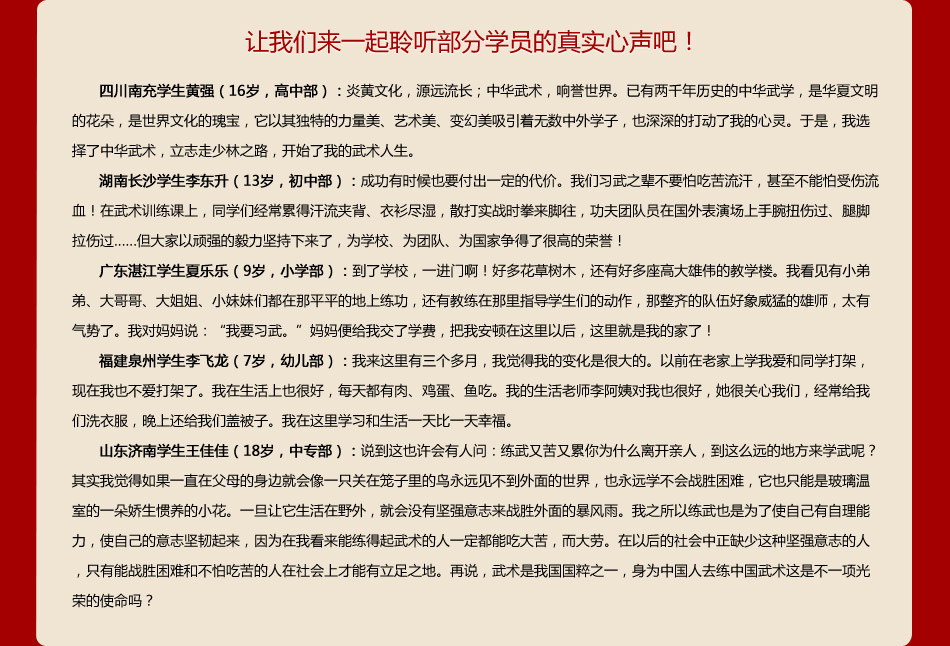 让我们来一起聆听部分学员的真实心声吧！
四川南充学生黄强（16岁，高中部）：炎黄文化，源远流长；中华武术，响誉世界。已有两千年历史的中华武学，是华夏文明
的花朵，是世界文化的瑰宝，它以其独特的力量美、艺术美、变幻美吸引着无数中外学子，也深深的打动了我的心灵。于是，我选
择了中华武术，立志走少林之路，开始了我的武术人生。
湖南长沙学生李东升（13岁，初中部）：成功有时候也要付出一定的代价。我们习武之辈不要怕吃苦流汗，甚至不能怕受伤流
血！在武术训练课上，同学们经常累得汗流夹背、衣衫尽湿，散打实战时拳来脚往，功夫团队员在国外表演场上手腕扭伤过、腿脚
拉伤过......但大家以顽强的毅力坚持下来了，为学校、为团队、为国家争得了很高的荣誉！
广东湛江学生夏乐乐（9岁，小学部）：到了学校，一进门啊！好多花草树木，还有好多座高大雄伟的教学楼。我看见有小弟
弟、大哥哥、大姐姐、小妹妹们都在那平平的地上练功，还有教练在那里指导学生们的动作，那整齐的队伍好象威猛的雄师，太有
气势了。我对妈妈说：“我要习武。”妈妈便给我交了学费，把我安顿在这里以后，这里就是我的家了！
福建泉州学生李飞龙（7岁，幼儿部）：我来这里有三个多月，我觉得我的变化是很大的。以前在老家上学我爱和同学打架，
现在我也不爱打架了。我在生活上也很好，每天都有肉、鸡蛋、鱼吃。我的生活老师李阿姨对我也很好，她很关心我们，经常给我
们洗衣服，晚上还给我们盖被子。我在这里学习和生活一天比一天幸福。
山东济南学生王佳佳（18岁，中专部）：说到这也许会有人问：练武又苦又累你为什么离开亲人，到这么远的地方来学武呢？
其实我觉得如果一直在父母的身边就会像一只关在笼子里的鸟永远见不到外面的世界，也永远学不会战胜困难，它也只能是玻璃温
室的一朵娇生惯养的小花。一旦让它生活在野外，就会没有坚强意志来战胜外面的暴风雨。我之所以练武也是为了使自己有自理能
力，使自己的意志坚韧起来，因为在我看来能练得起武术的人一定都能吃大苦，而大劳。在以后的社会中正缺少这种坚强意志的人
，只有能战胜困难和不怕吃苦的人在社会上才能有立足之地。再说，武术是我国国粹之一，身为中国人去练中国武术这是不一项光
荣的使命吗？